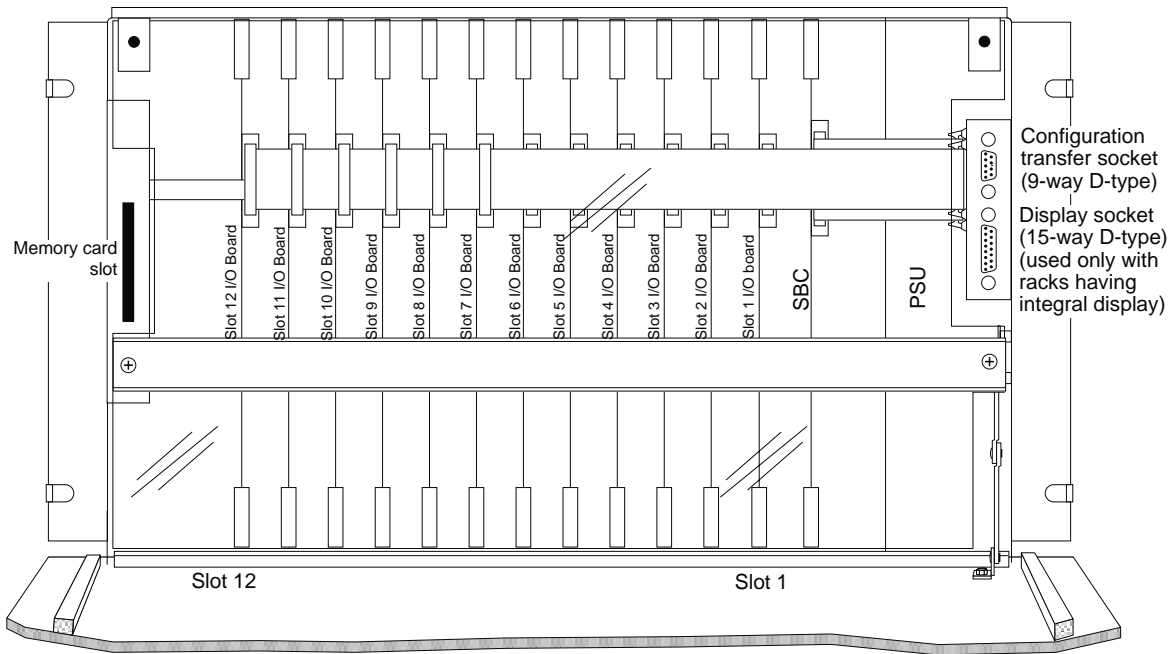 Configuration
transfer socket
(9-way D-type)
Display socket
(15-way D-type)
(used only with
racks having
integral display)
Memory card
slot
Slot 12 I/O Board
Slot 11 I/O Board
Slot 10 I/O Board
Slot 9 I/O Board
Slot 8 I/O Board
Slot 7 I/O Board
Slot 6 I/O Board
Slot 5 I/O Board
Slot 4 I/O Board
Slot 3 I/O Board
Slot 2 I/O Board
Slot 1 I/O board
SBC
PSU
Slot 12
Slot 1